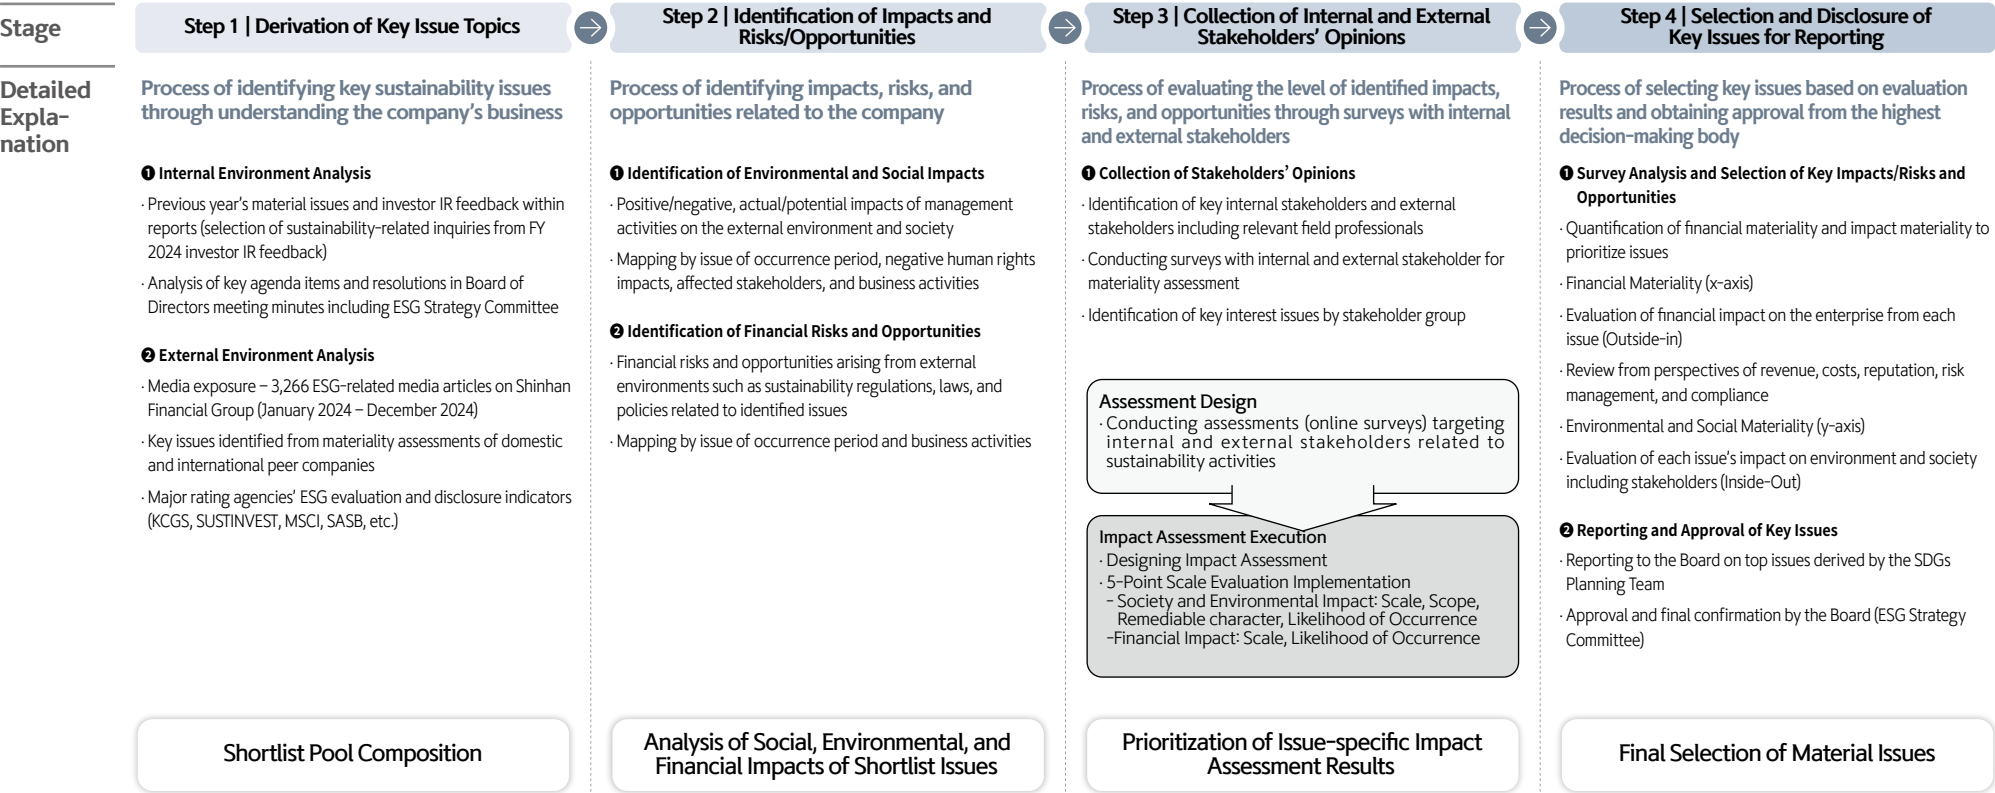 Stage
Step 1 | Derivation of Key Issue Topics
Step 2 | Identification of Impacts and
Risks/Opportunities
Step 3 | Collection of Internal and External
Stakeholders' Opinions
Step 4 | Selection and Disclosure of
Key Issues for Reporting
Detailed
Expla-
nation
Process of identifying key sustainability issues
through understanding the company's business
❶ Internal Environment Analysis
· Previous year's material issues and investor IR feedback within
reports (selection of sustainability-related inquiries from FY
2024 investor IR feedback)
· Analysis of key agenda items and resolutions in Board of
Directors meeting minutes including ESG Strategy Committee
❷ External Environment Analysis
· Media exposure – 3,266 ESG-related media articles on Shinhan
Financial Group (January 2024 – December 2024)
· Key issues identified from materiality assessments of domestic
and international peer companies
· Major rating agencies' ESG evaluation and disclosure indicators
(KCGS, SUSTINVEST, MSCI, SASB, etc.)
Shortlist Pool Composition
Process of identifying impacts, risks, and
opportunities related to the company
❶ Identification of Environmental and Social Impacts
· Positive/negative, actual/potential impacts of management
activities on the external environment and society
· Mapping by issue of occurrence period, negative human rights
impacts, affected stakeholders, and business activities
❷ Identification of Financial Risks and Opportunities
· Financial risks and opportunities arising from external
environments such as sustainability regulations, laws, and
policies related to identified issues
· Mapping by issue of occurrence period and business activities
Analysis of Social, Environmental, and
Financial Impacts of Shortlist Issues
Process of evaluating the level of identified impacts,
risks, and opportunities through surveys with internal
and external stakeholders
❶ Collection of Stakeholders' Opinions
· Identification of key internal stakeholders and external
stakeholders including relevant field professionals
· Conducting surveys with internal and external stakeholder for
materiality assessment
· Identification of key interest issues by stakeholder group
Assessment Design
· Conducting assessments (online surveys) targeting
internal and external stakeholders related to
sustainability activities
Impact Assessment Execution
· Designing Impact Assessment
· 5-Point Scale Evaluation Implementation
- Society and Environmental Impact: Scale, Scope,
Remediable character, Likelihood of Occurrence
-Financial Impact: Scale, Likelihood of Occurrence
Prioritization of Issue-specific Impact
Assessment Results
Process of selecting key issues based on evaluation
results and obtaining approval from the highest
decision-making body
❶ Survey Analysis and Selection of Key Impacts/Risks and
Opportunities
· Quantification of financial materiality and impact materiality to
prioritize issues
· Financial Materiality (x-axis)
· Evaluation of financial impact on the enterprise from each
issue (Outside-in)
· Review from perspectives of revenue, costs, reputation, risk
management, and compliance
· Environmental and Social Materiality (y-axis)
· Evaluation of each issue's impact on environment and society
including stakeholders (Inside-Out)
❷ Reporting and Approval of Key Issues
· Reporting to the Board on top issues derived by the SDGs
Planning Team
· Approval and final confirmation by the Board (ESG Strategy
Committee)
Final Selection of Material Issues